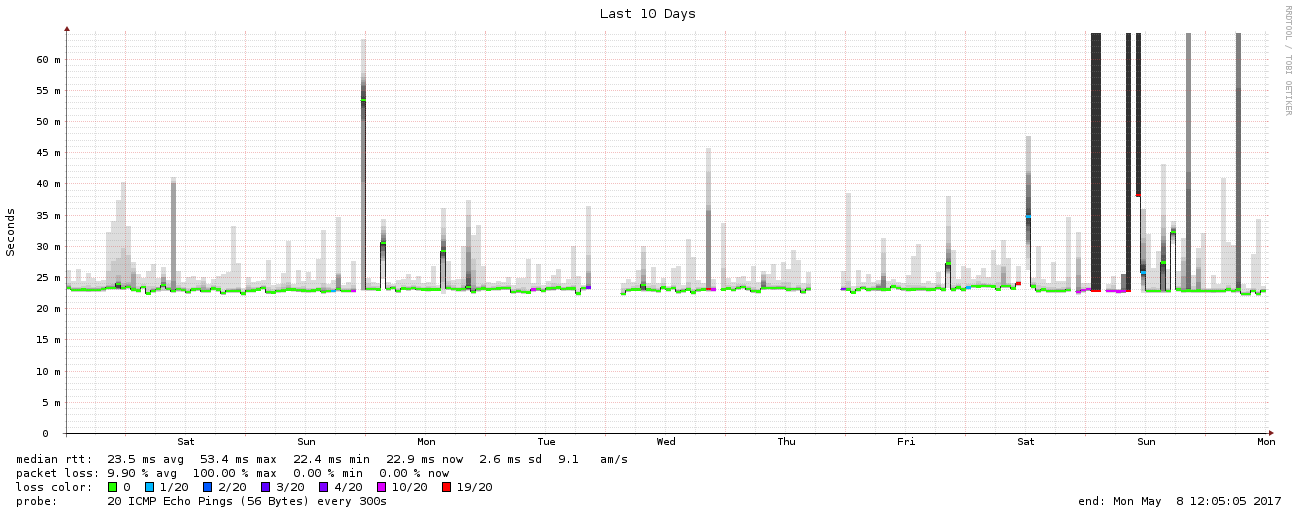 Last 10 Days
RRDTOOL / TOBI OETIKER
Seconds
60 m
55 m
50 m
45 m
40 m
35 m
30 m
25 m
20 m
15 m
10 m
5 m
0
Sat Sun Mon Tue Wed Thu Fri Sat Sun Mon
median rtt: 23.5 ms avg 53.4 ms max 22.4 ms min 22.9 ms now 2.6 ms sd 9.1 am/s
packet loss: 9.90 % avg 100.00 % max 0.00 % min 0.00 % now
loss color: 0 1/20 2/20 3/20 4/20 10/20 19/20
probe: 20 ICMP Echo Pings (56 Bytes) every 300s end: Mon May 8 12:05:05 2017